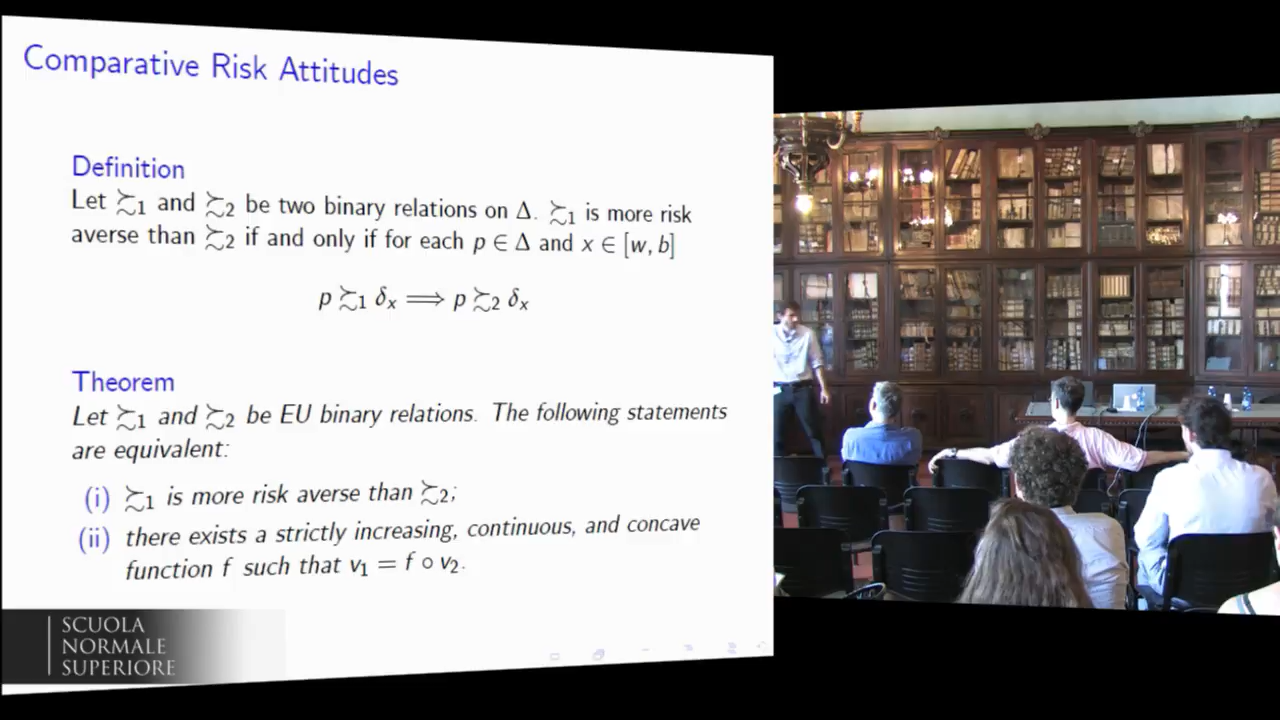 Comparative Risk Attitudes
Definition
Let ≿₁ and ≿₂ be two binary relations on Δ. ≿₁ is more risk
averse than ≿₂ if and only if for each p ∈ Δ and x ∈ [w, b]
p ≿₁ δₓ ⟹ p ≿₂ δₓ
Theorem
Let ≿₁ and ≿₂ be EU binary relations. The following statements
are equivalent:
(i) ≿₁ is more risk averse than ≿₂;
(ii) there exists a strictly increasing, continuous, and concave
function f such that v₁ = f ∘ v₂.
SCUOLA
NORMALE
SUPERIORE